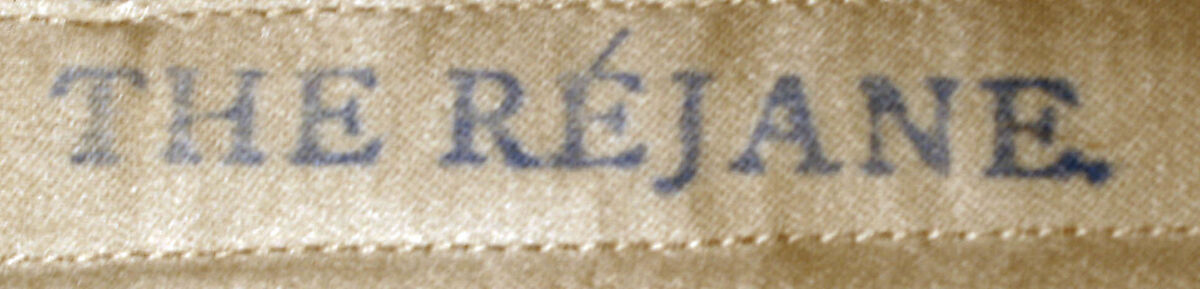 THE RÉJANE.